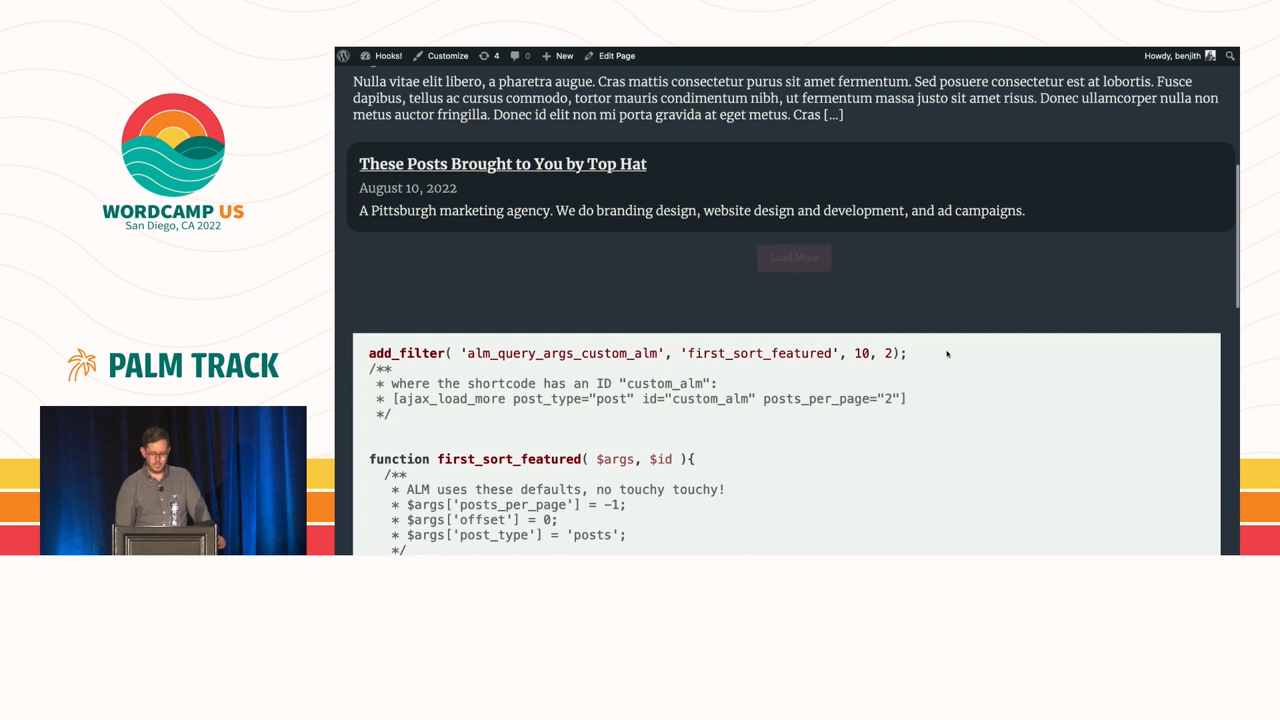 Hooks! Customize 4 0 New Edit Page Howdy, benjith
Nulla vitae elit libero, a pharetra augue. Cras mattis consectetur purus sit amet fermentum. Sed posuere consectetur est at lobortis. Fusce
dapibus, tellus ac cursus commodo, tortor mauris condimentum nibh, ut fermentum massa justo sit amet risus. Donec ullamcorper nulla non
metus auctor fringilla. Donec id elit non mi porta gravida at eget metus. Cras [...]
These Posts Brought to You by Top Hat
August 10, 2022
A Pittsburgh marketing agency. We do branding design, website design and development, and ad campaigns.
Load More
add_filter( 'alm_query_args_custom_alm', 'first_sort_featured', 10, 2);
/**
* where the shortcode has an ID "custom_alm":
* [ajax_load_more post_type="post" id="custom_alm" posts_per_page="2"]
*/
function first_sort_featured( $args, $id ){
/**
* ALM uses these defaults, no touchy touchy!
* $args['posts_per_page'] = -1;
* $args['offset'] = 0;
* $args['post_type'] = 'posts';
*/
WORDCAMP US
San Diego, CA 2022
PALM TRACK